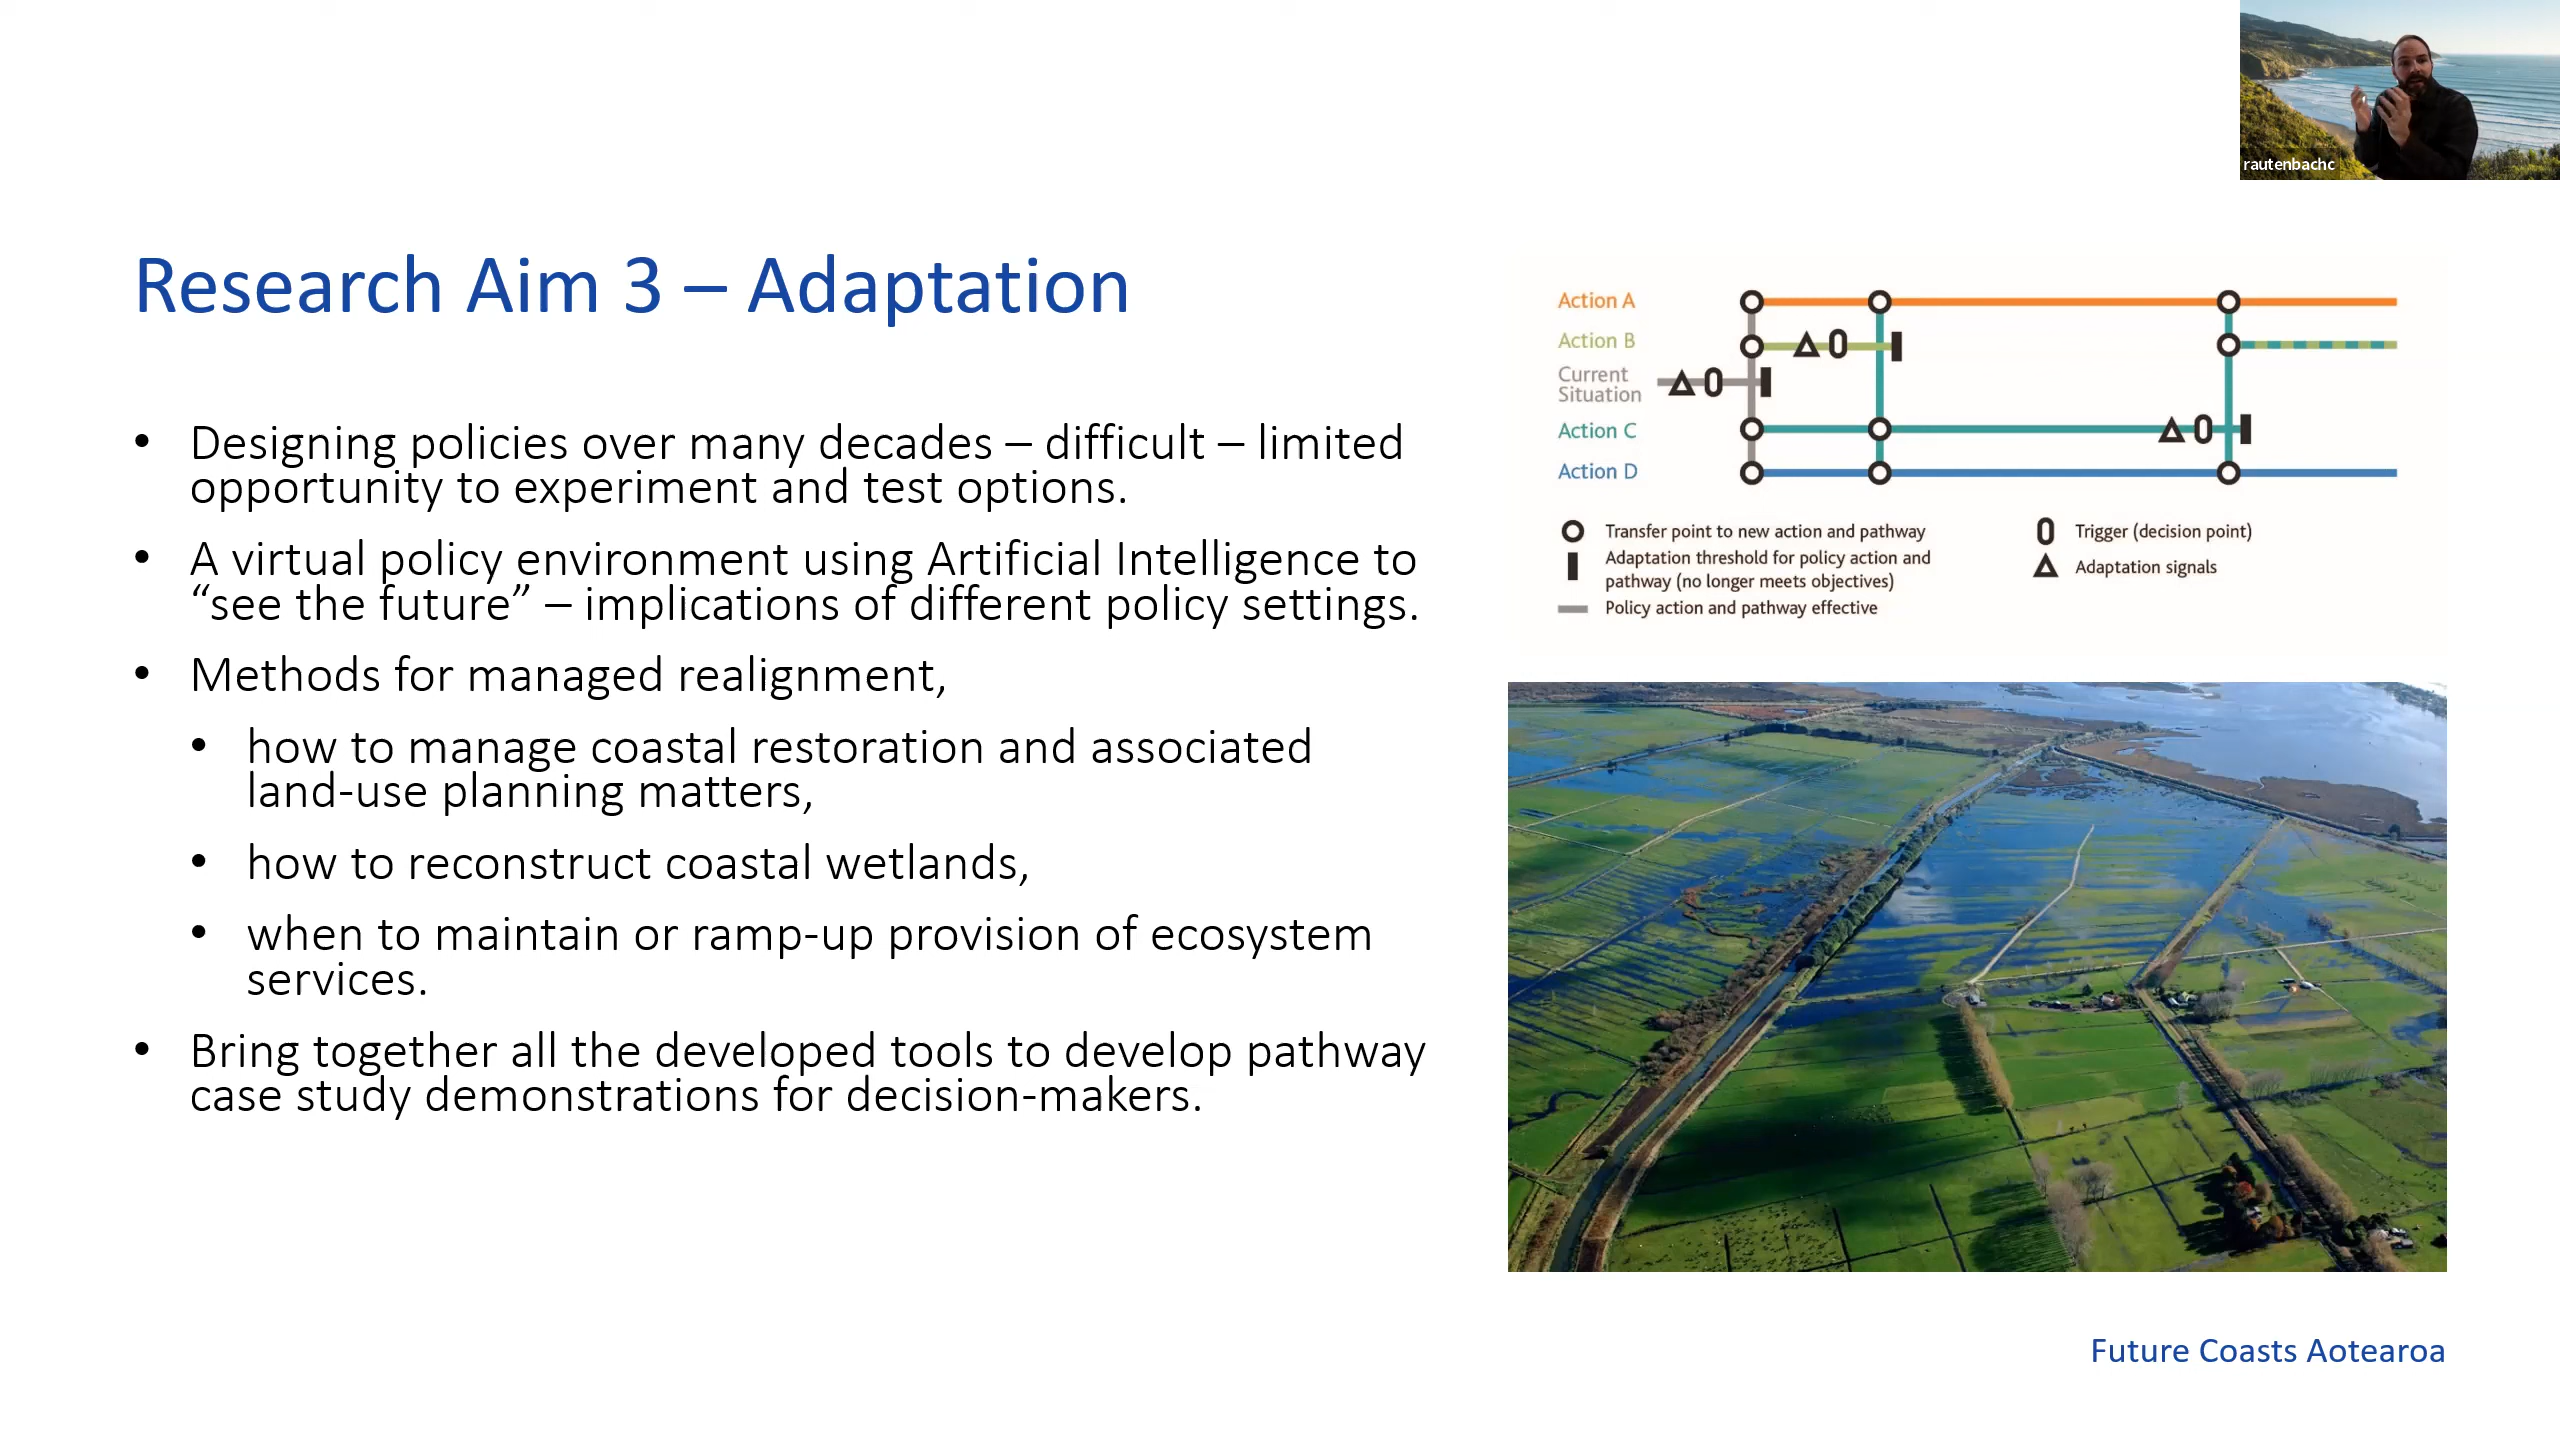 rautenbachc
Research Aim 3 – Adaptation
• Designing policies over many decades – difficult – limited
opportunity to experiment and test options.
• A virtual policy environment using Artificial Intelligence to
“see the future” – implications of different policy settings.
• Methods for managed realignment,
• how to manage coastal restoration and associated
land-use planning matters,
• how to reconstruct coastal wetlands,
• when to maintain or ramp-up provision of ecosystem
services.
• Bring together all the developed tools to develop pathway
case study demonstrations for decision-makers.
Action A
Action B
Current
Situation
Action C
Action D
Transfer point to new action and pathway
Adaptation threshold for policy action and
pathway (no longer meets objectives)
Policy action and pathway effective
Trigger (decision point)
Adaptation signals
Future Coasts Aotearoa